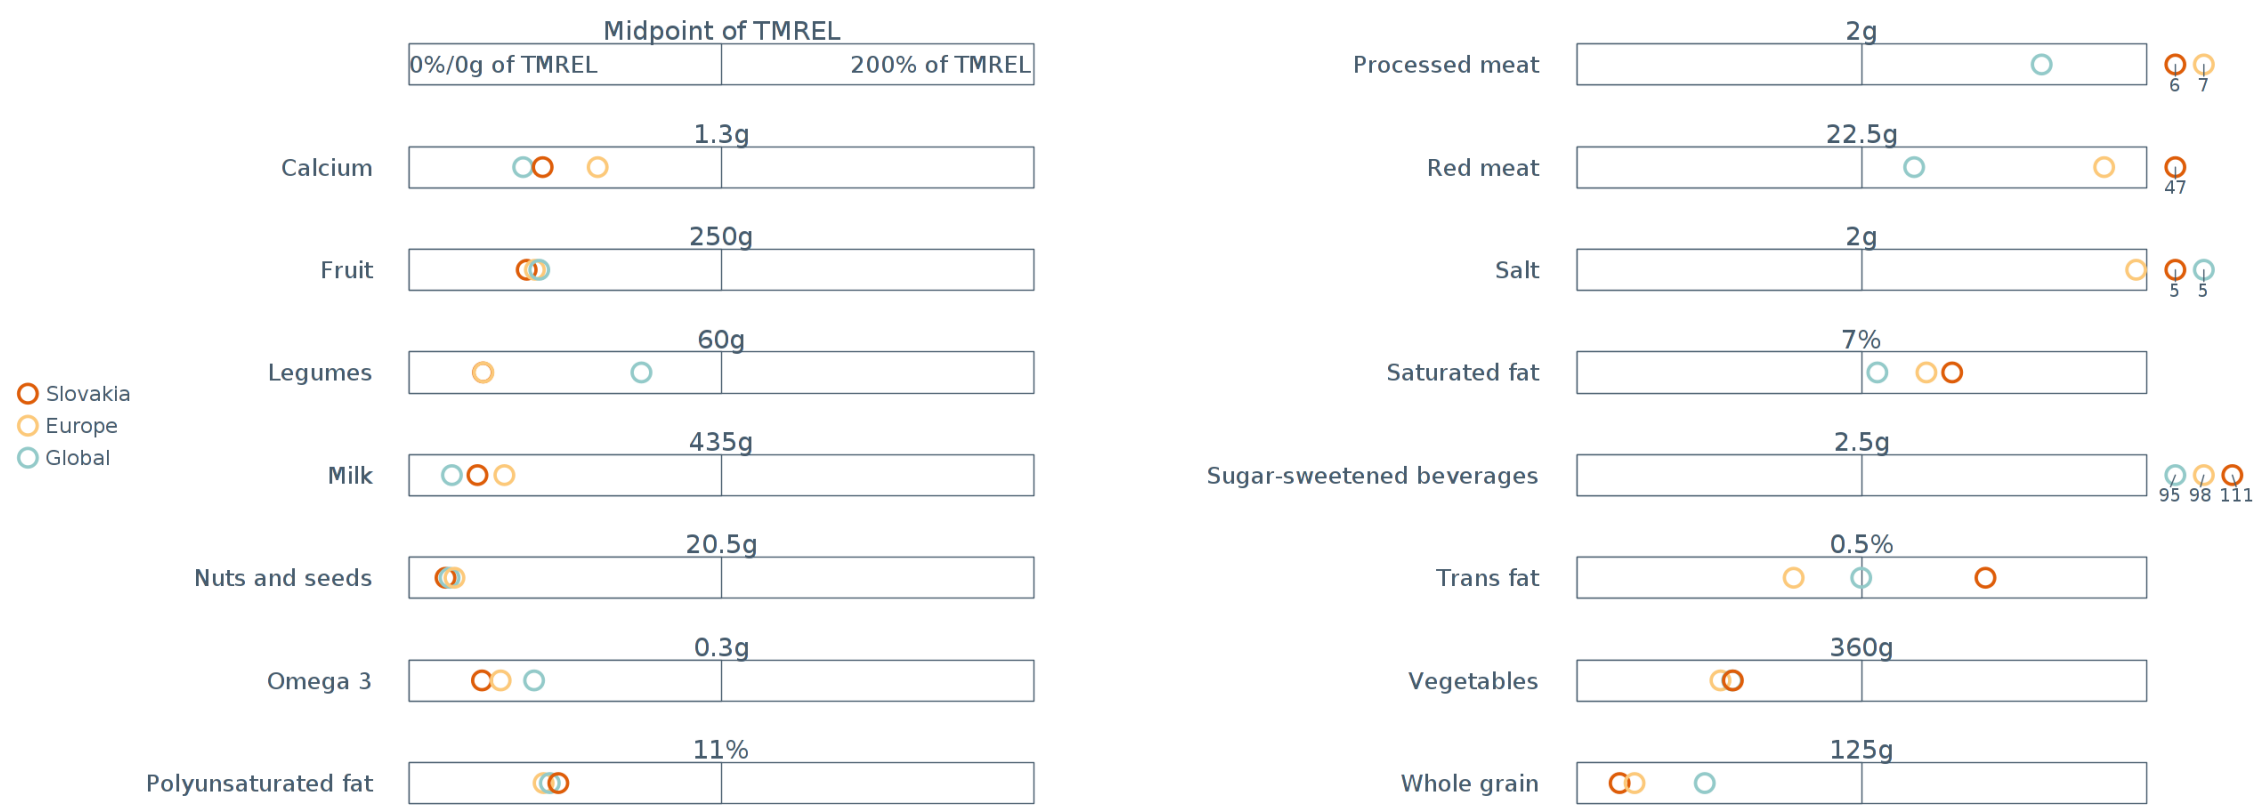 Midpoint of TMREL
0%/0g of TMREL 200% of TMREL
1.3g
Calcium
250g
Fruit
60g
Legumes
435g
Milk
20.5g
Nuts and seeds
0.3g
Omega 3
11%
Polyunsaturated fat
Slovakia
Europe
Global
2g
Processed meat
6 7
22.5g
Red meat
47
2g
Salt
5 5
7%
Saturated fat
2.5g
Sugar-sweetened beverages
95 98 111
0.5%
Trans fat
360g
Vegetables
125g
Whole grain